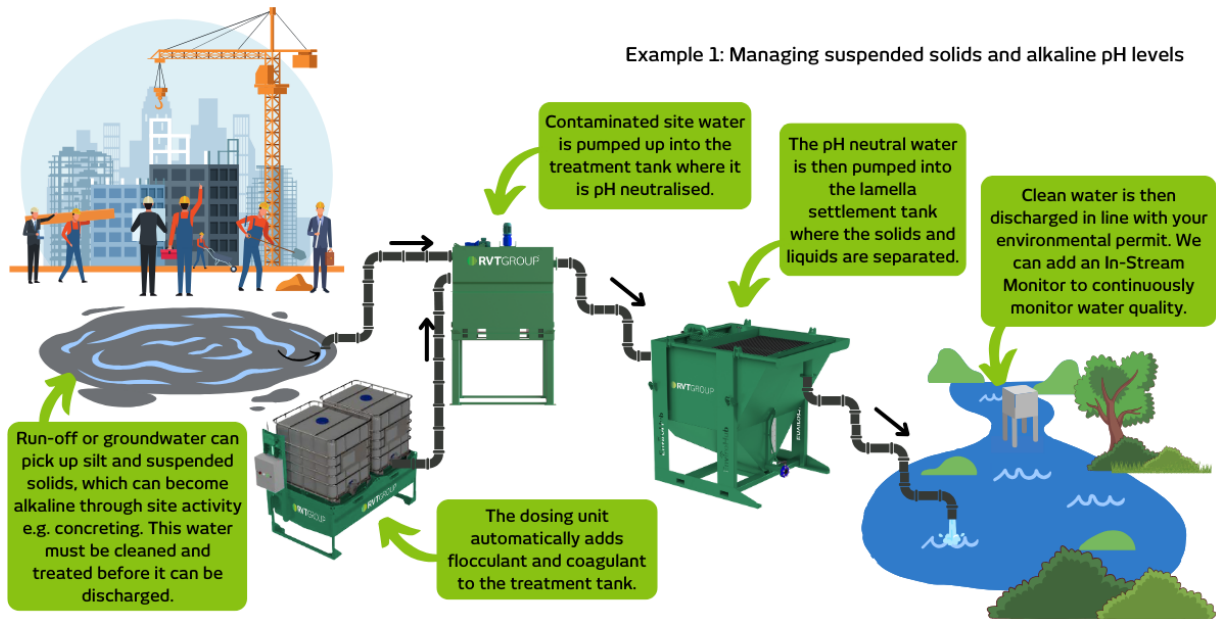 Example 1: Managing suspended solids and alkaline pH levels
Contaminated site water
is pumped up into the
treatment tank where it
is pH neutralised.
The pH neutral water
is then pumped into
the lamella
settlement tank
where the solids and
liquids are separated.
Clean water is then
discharged in line with your
environmental permit. We
can add an In-Stream
Monitor to continuously
monitor water quality.
RVTGROUP
RVTGROUP
Run-off or groundwater can
pick up silt and suspended
solids, which can become
alkaline through site activity
e.g. concreting. This water
must be cleaned and
treated before it can be
discharged.
RVTGROUP
The dosing unit
automatically adds
flocculant and coagulant
to the treatment tank.